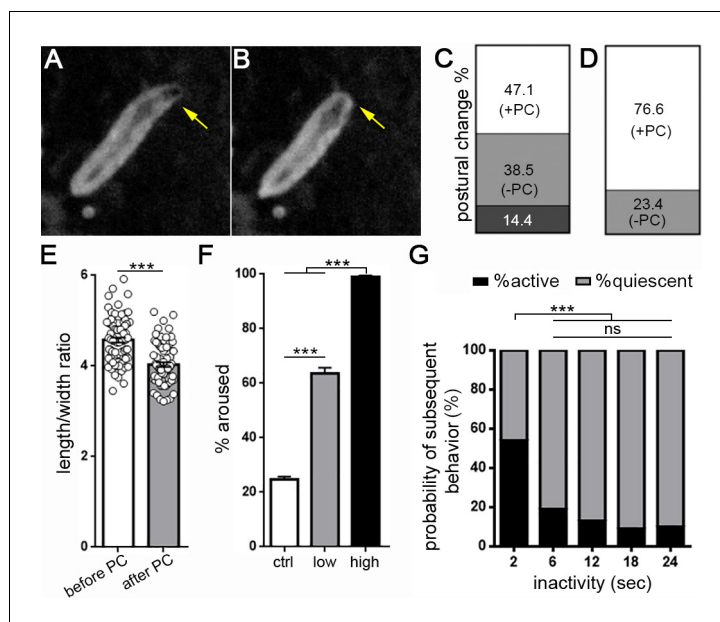 A
B
C
D
postural change %
47.1
(+PC)
38.5
(-PC)
14.4
76.6
(+PC)
23.4
(-PC)
E
length/width ratio
6
4
2
0
***
before PC
after PC
F
% aroused
100
80
60
40
20
0
***
***
ctrl
low
high
G
%active
%quiescent
***
ns
probability of subsequent
behavior (%)
100
80
60
40
20
0
2
6
12
18
24
inactivity (sec)